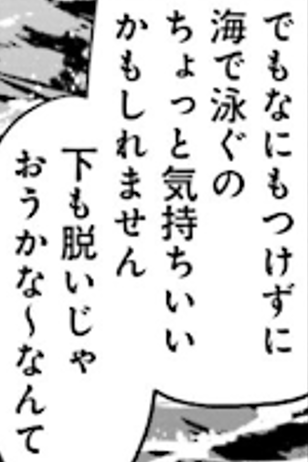 でもなにもつけずに
海で泳ぐの
ちょっと気持ちいい
かもしれません
下も脱いじゃ
おうかな～なんて